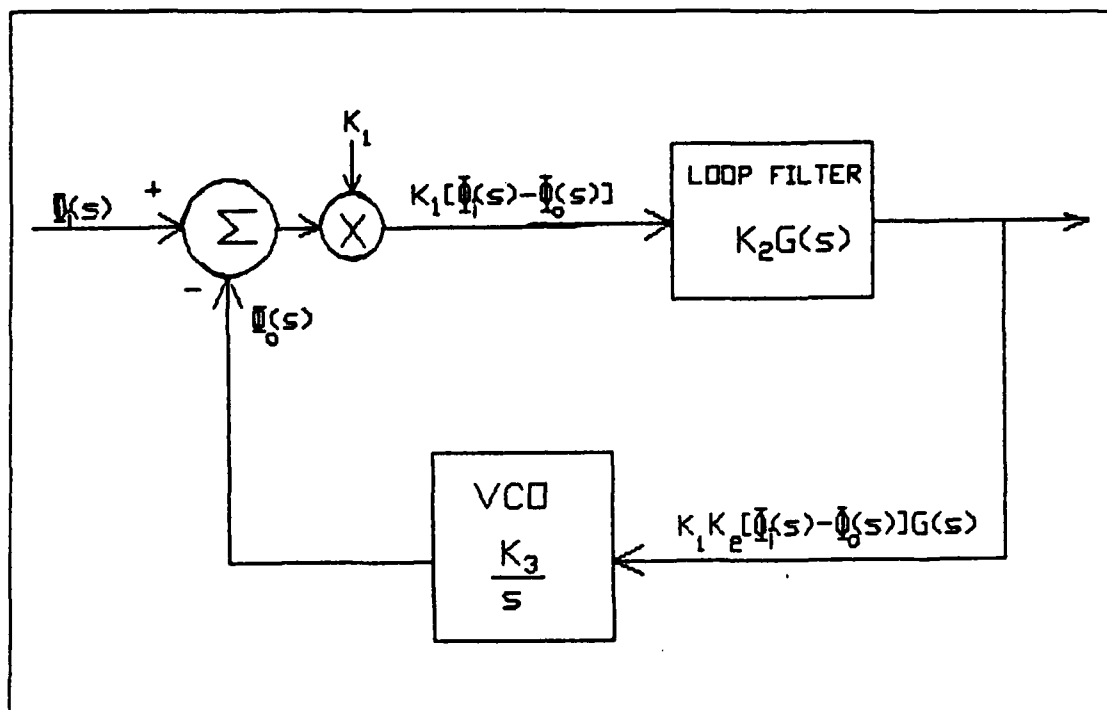 K₁
Φᵢ(s)
+
Σ
X
K₁[Φᵢ(s)-Φₒ(s)]
LOOP FILTER
K₂G(s)
-
Φₒ(s)
VCO
K₃
s
K₁K₂[Φᵢ(s)-Φₒ(s)]G(s)